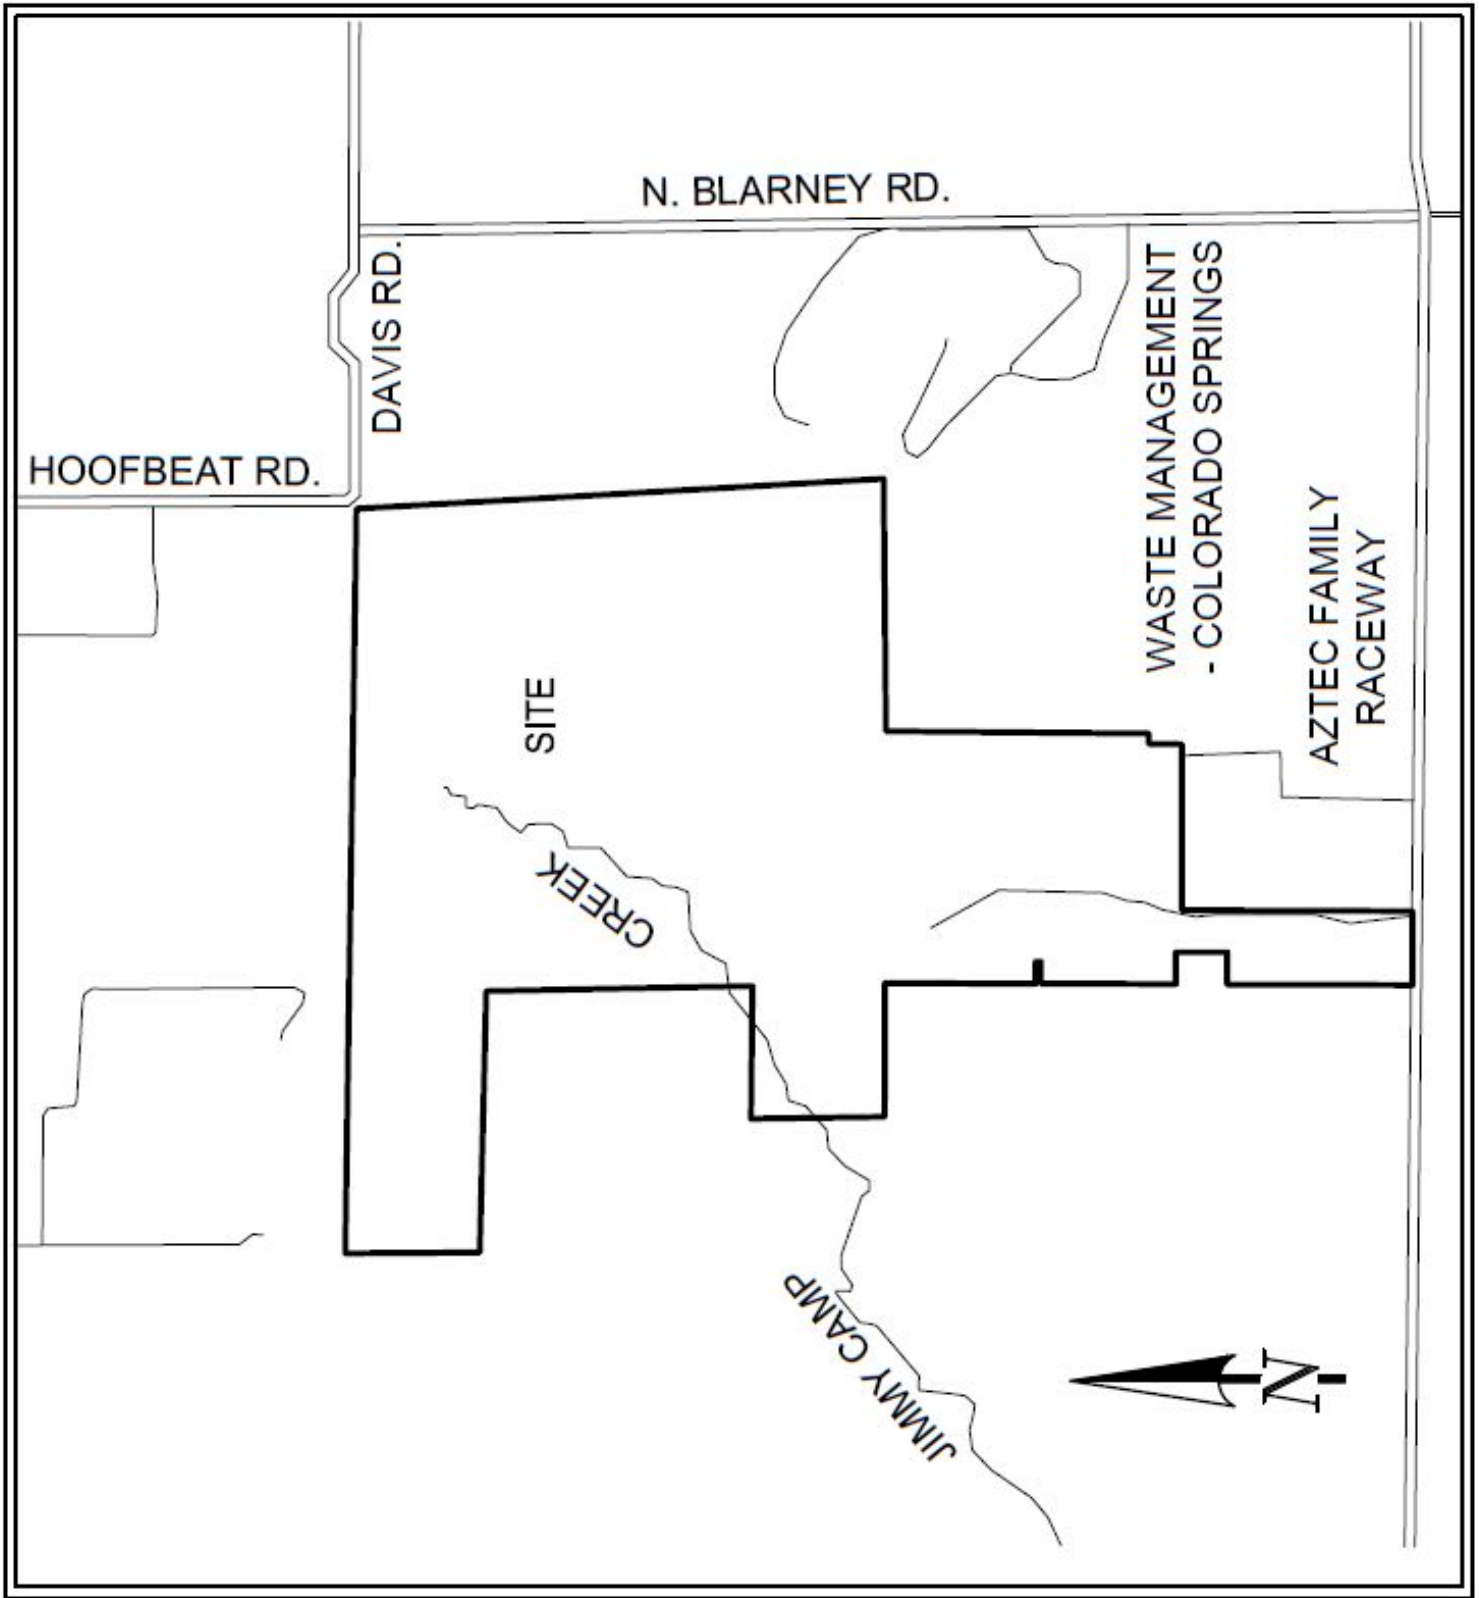 N. BLARNEY RD.
DAVIS RD.
HOOFBEAT RD.
WASTE MANAGEMENT
- COLORADO SPRINGS
AZTEC FAMILY
RACEWAY
SITE
CREEK
JIMMY CAMP
N